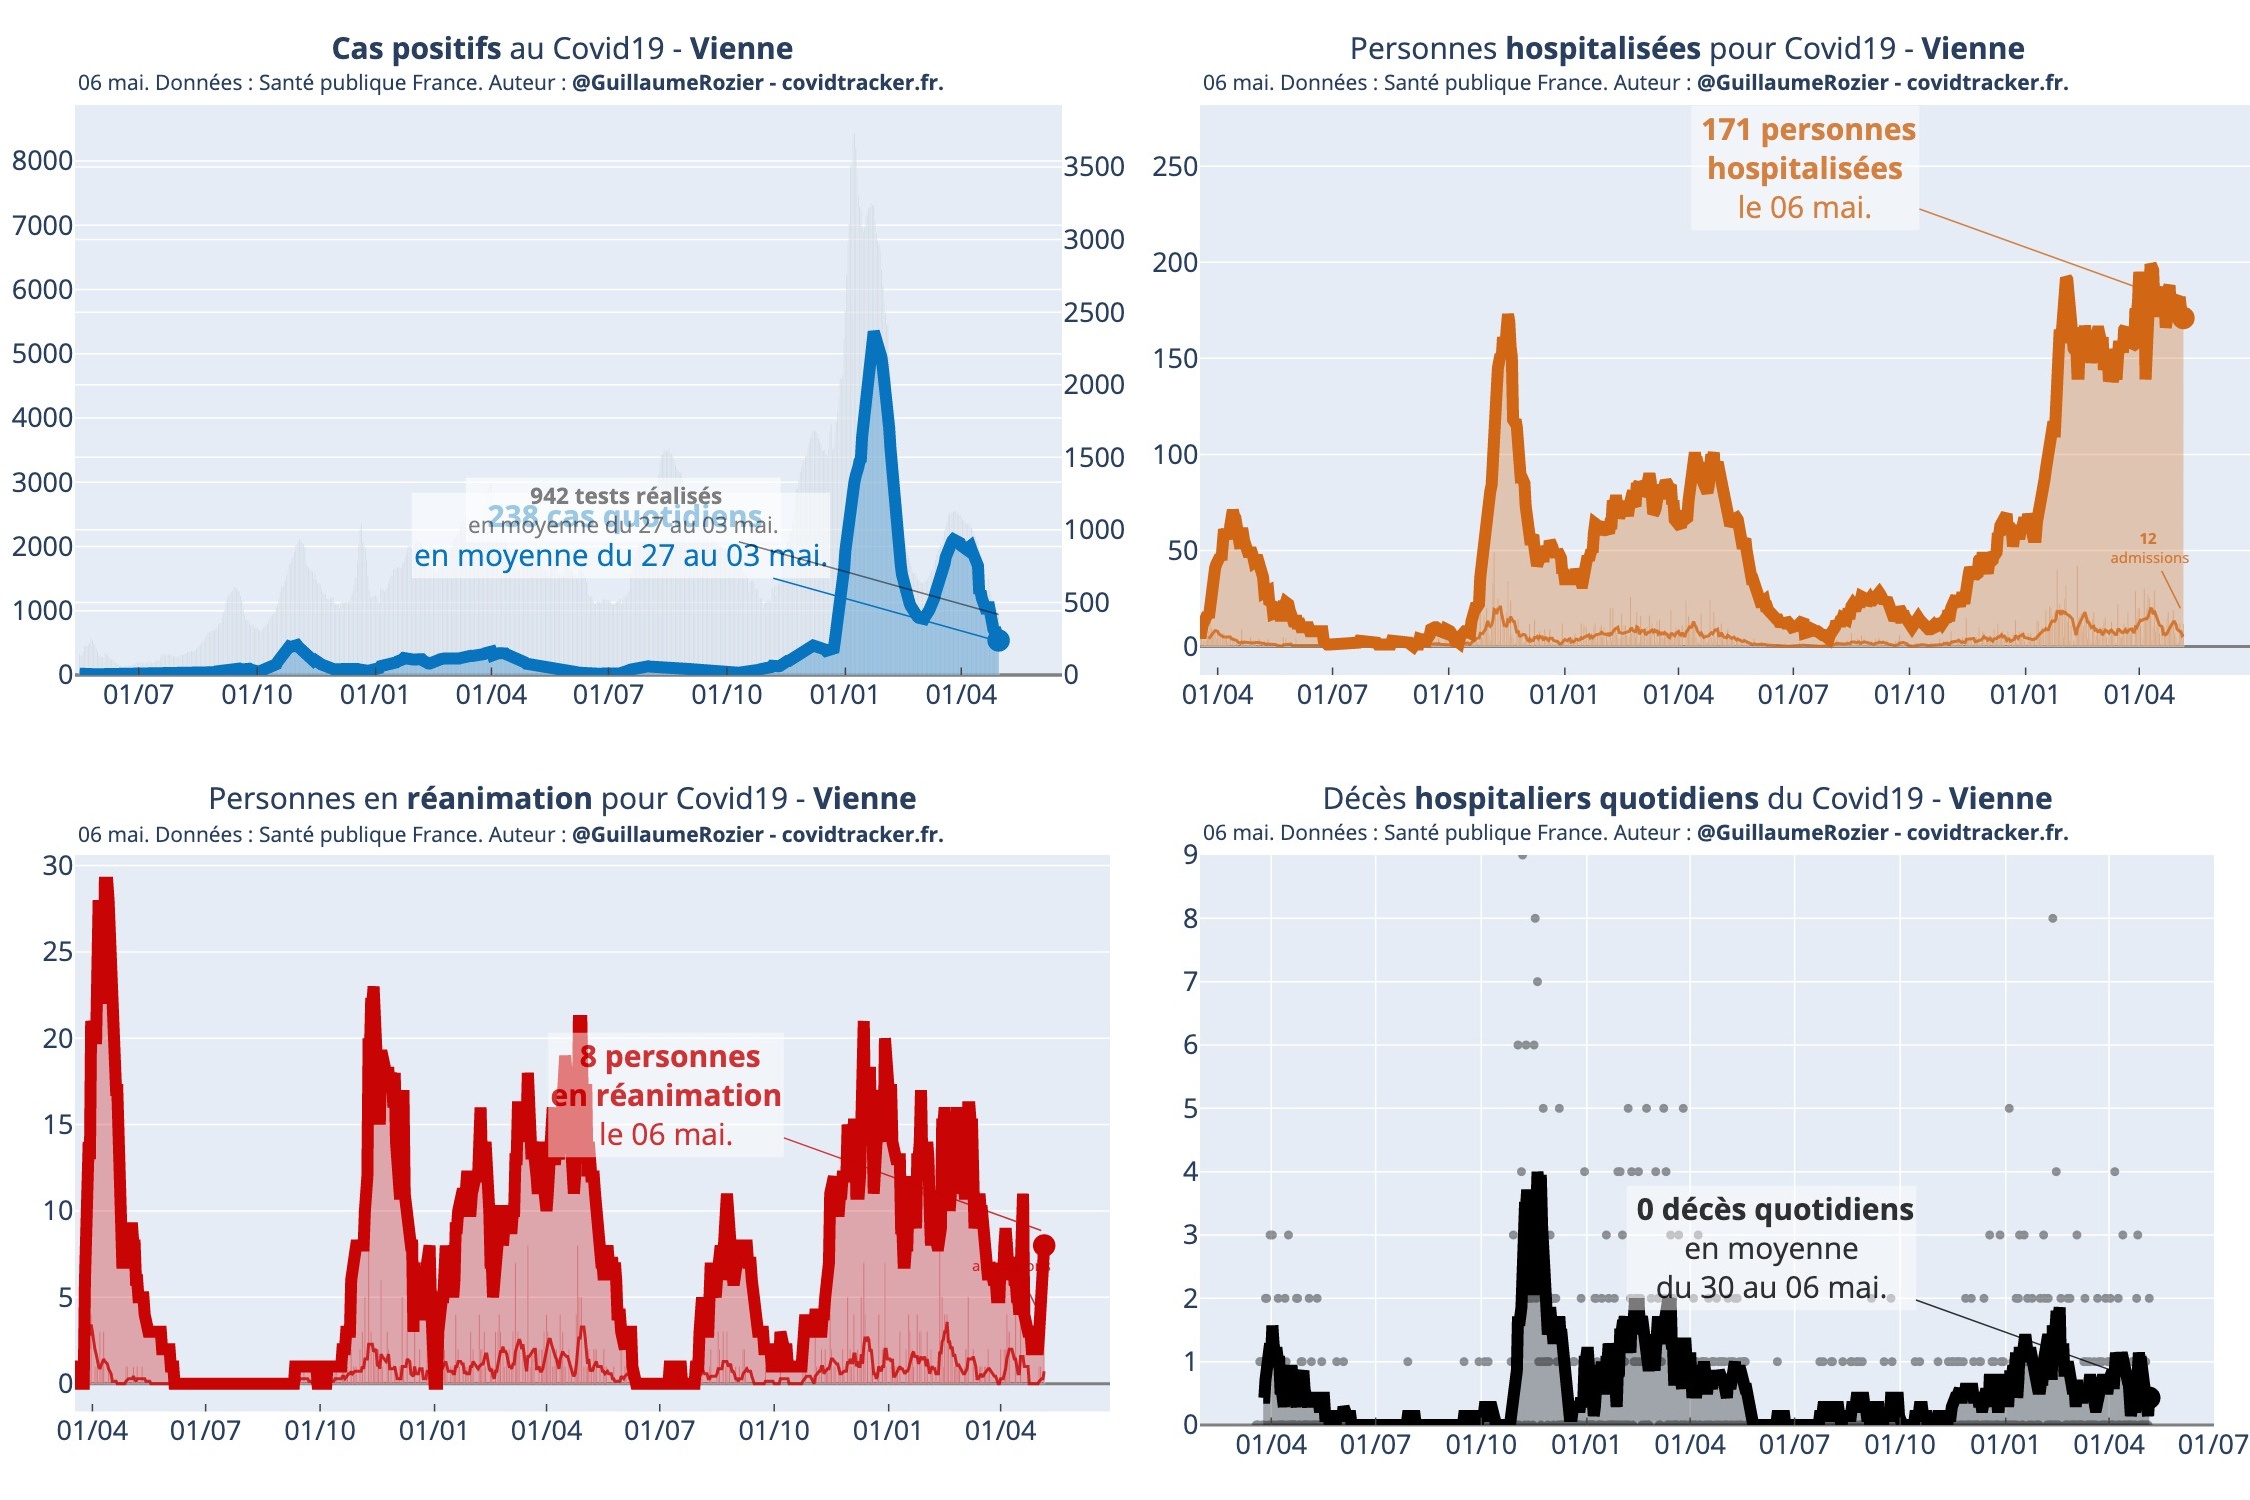 Cas positifs au Covid19 - Vienne
06 mai. Données : Santé publique France. Auteur : @GuillaumeRozier - covidtracker.fr.
8000
7000
6000
5000
4000
3000
2000
1000
0
3500
3000
2500
2000
1500
1000
500
0
942 tests réalisés
en moyenne du 27 au 03 mai.
238 cas quotidiens
en moyenne du 27 au 03 mai.
01/07 01/10 01/01 01/04 01/07 01/10 01/01 01/04
Personnes hospitalisées pour Covid19 - Vienne
06 mai. Données : Santé publique France. Auteur : @GuillaumeRozier - covidtracker.fr.
250
200
150
100
50
0
171 personnes
hospitalisées
le 06 mai.
12
admissions
01/04 01/07 01/10 01/01 01/04 01/07 01/10 01/01 01/04
Personnes en réanimation pour Covid19 - Vienne
06 mai. Données : Santé publique France. Auteur : @GuillaumeRozier - covidtracker.fr.
30
25
20
15
10
5
0
8 personnes
en réanimation
le 06 mai.
01/04 01/07 01/10 01/01 01/04 01/07 01/10 01/01 01/04
Décès hospitaliers quotidiens du Covid19 - Vienne
06 mai. Données : Santé publique France. Auteur : @GuillaumeRozier - covidtracker.fr.
9
8
7
6
5
4
3
2
1
0
0 décès quotidiens
en moyenne
du 30 au 06 mai.
01/04 01/07 01/10 01/01 01/04 01/07 01/10 01/01 01/04 01/07